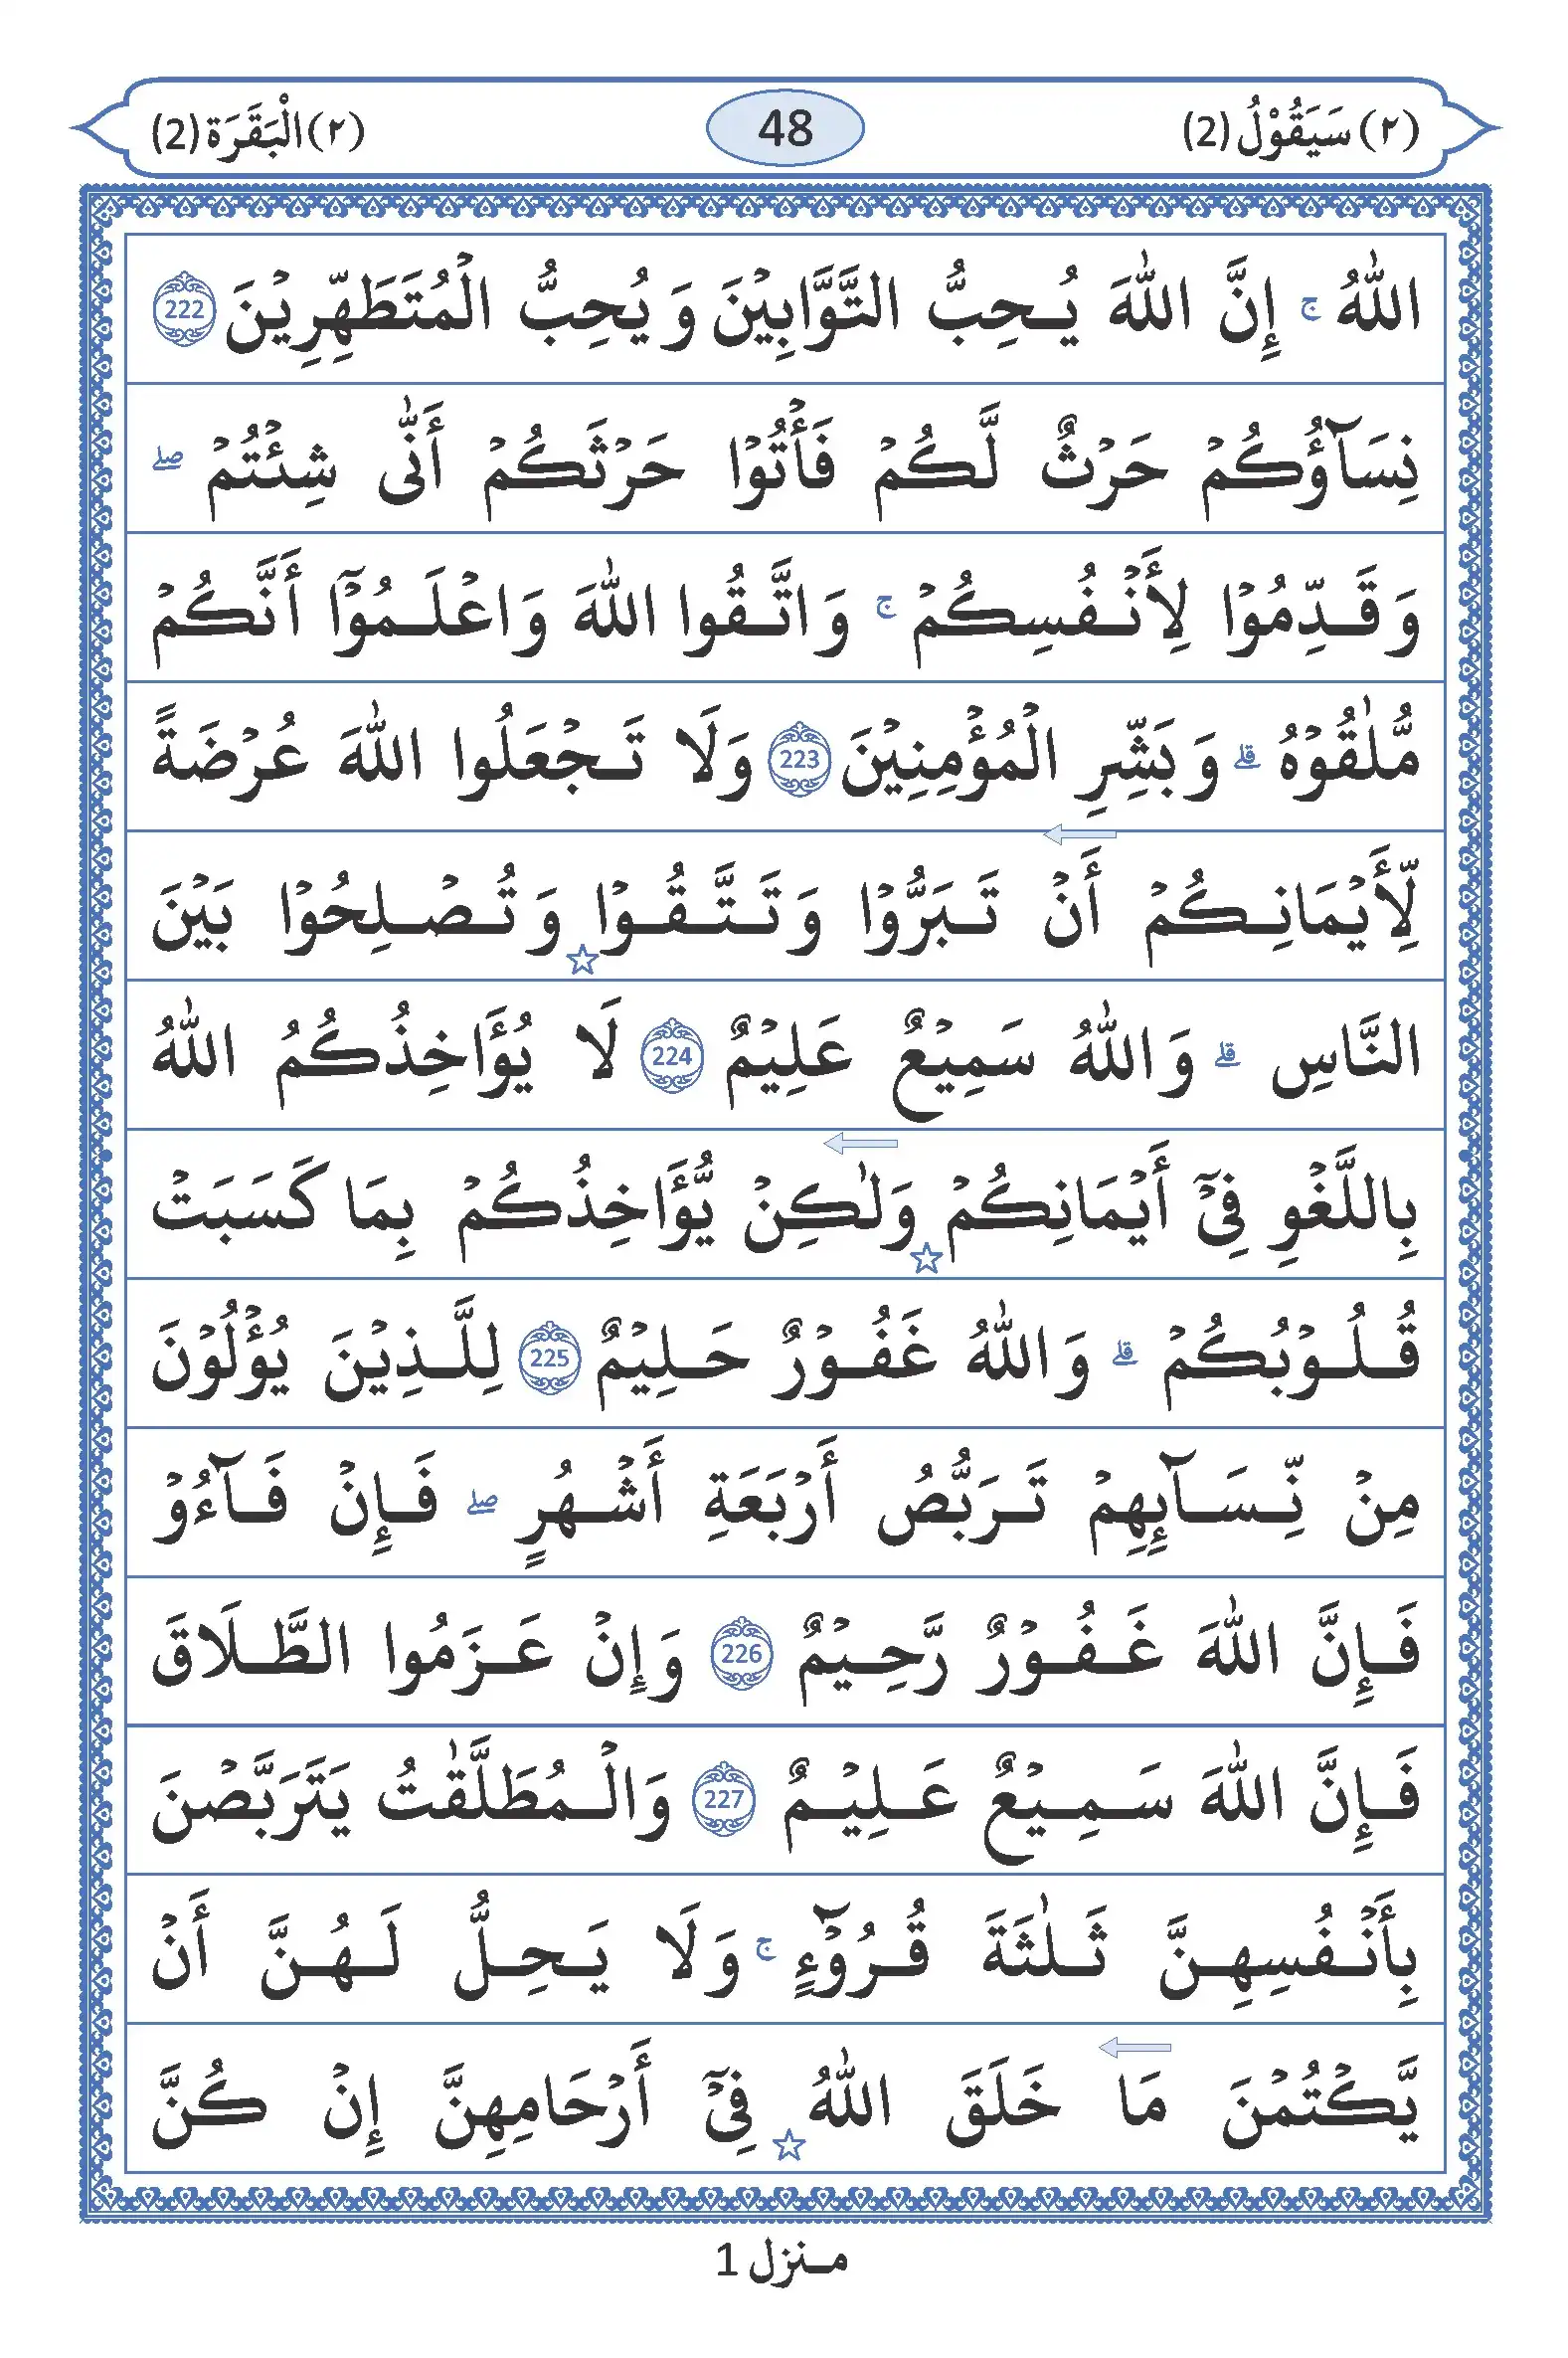 (٢) سَيَقُوْلُ (2)
48
(٢) الْبَقَرَة (2)
اللّٰهُ ۚ إِنَّ اللّٰهَ يُحِبُّ التَّوَّابِيْنَ وَ يُحِبُّ الْمُتَطَهِّرِيْنَ 222
نِسَآؤُكُمْ حَرْثٌ لَّكُمْ فَأْتُوْا حَرْثَكُمْ أَنّٰى شِئْتُمْ ۖ
وَ قَدِّمُوْا لِأَنْفُسِكُمْ ۚ وَ اتَّقُوا اللّٰهَ وَ اعْلَمُوْٓا أَنَّكُمْ
مُّلٰقُوْهُ ۗ وَ بَشِّرِ الْمُؤْمِنِيْنَ 223 وَلَا تَجْعَلُوا اللّٰهَ عُرْضَةً
لِّأَيْمَانِكُمْ أَنْ تَبَرُّوْا وَ تَتَّقُوْا ☆ وَ تُصْلِحُوْا بَيْنَ
النَّاسِ ۗ وَ اللّٰهُ سَمِيْعٌ عَلِيْمٌ 224 لَا يُؤَاخِذُكُمُ اللّٰهُ
بِاللَّغْوِ فِيْٓ أَيْمَانِكُمْ ☆ وَلٰكِنْ يُّؤَاخِذُكُمْ بِمَا كَسَبَتْ
قُلُوْبُكُمْ ۗ وَ اللّٰهُ غَفُوْرٌ حَلِيْمٌ 225 لِلَّذِيْنَ يُؤْلُوْنَ
مِنْ نِّسَآئِهِمْ تَرَبُّصُ أَرْبَعَةِ أَشْهُرٍ ۖ فَإِنْ فَآءُوْ
فَإِنَّ اللّٰهَ غَفُوْرٌ رَّحِيْمٌ 226 وَإِنْ عَزَمُوا الطَّلَاقَ
فَإِنَّ اللّٰهَ سَمِيْعٌ عَلِيْمٌ 227 وَالْمُطَلَّقٰتُ يَتَرَبَّصْنَ
بِأَنْفُسِهِنَّ ثَلٰثَةَ قُرُوْٓءٍ ۚ وَلَا يَحِلُّ لَهُنَّ أَنْ
يَّكْتُمْنَ مَا خَلَقَ اللّٰهُ ☆ فِيْٓ أَرْحَامِهِنَّ إِنْ كُنَّ
منزل 1